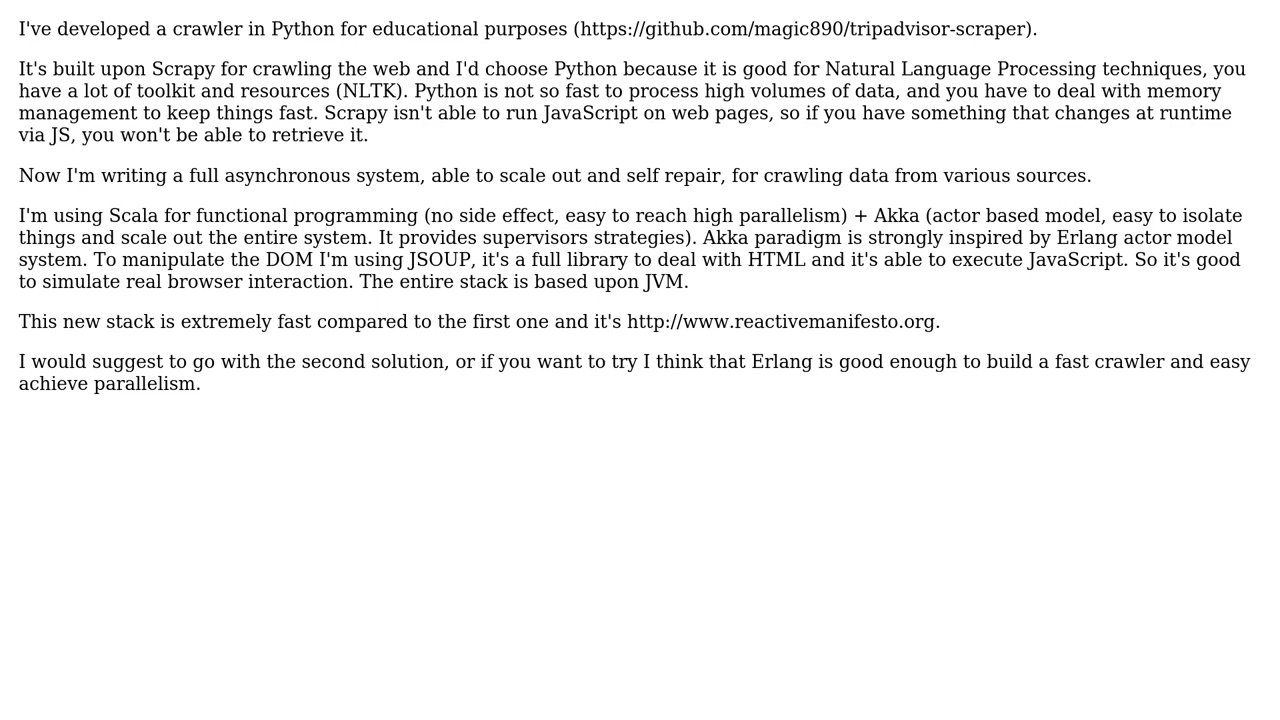 I've developed a crawler in Python for educational purposes (https://github.com/magic890/tripadvisor-scraper).
It's built upon Scrapy for crawling the web and I'd choose Python because it is good for Natural Language Processing techniques, you
have a lot of toolkit and resources (NLTK). Python is not so fast to process high volumes of data, and you have to deal with memory
management to keep things fast. Scrapy isn't able to run JavaScript on web pages, so if you have something that changes at runtime
via JS, you won't be able to retrieve it.
Now I'm writing a full asynchronous system, able to scale out and self repair, for crawling data from various sources.
I'm using Scala for functional programming (no side effect, easy to reach high parallelism) + Akka (actor based model, easy to isolate
things and scale out the entire system. It provides supervisors strategies). Akka paradigm is strongly inspired by Erlang actor model
system. To manipulate the DOM I'm using JSOUP, it's a full library to deal with HTML and it's able to execute JavaScript. So it's good
to simulate real browser interaction. The entire stack is based upon JVM.
This new stack is extremely fast compared to the first one and it's http://www.reactivemanifesto.org.
I would suggest to go with the second solution, or if you want to try I think that Erlang is good enough to build a fast crawler and easy
achieve parallelism.